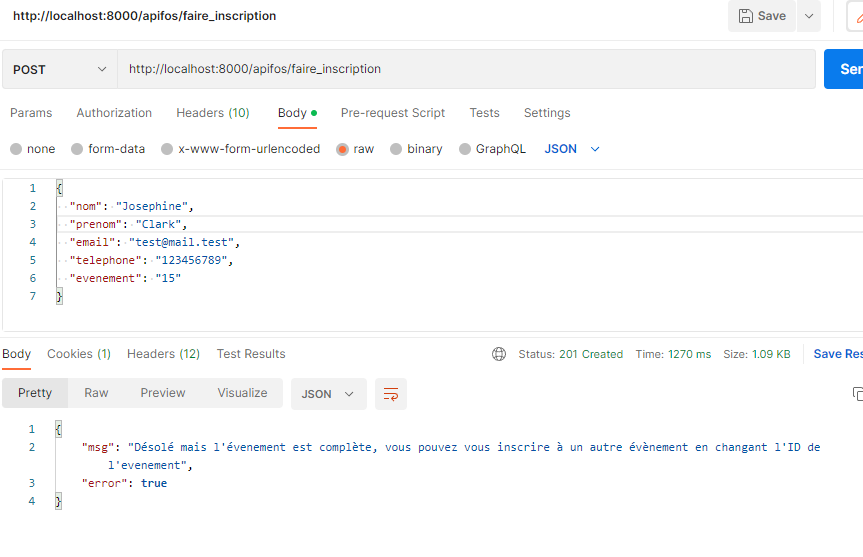 http://localhost:8000/apifos/faire_inscription
Save
POST http://localhost:8000/apifos/faire_inscription
Params Authorization Headers (10) Body Pre-request Script Tests Settings
none form-data x-www-form-urlencoded raw binary GraphQL JSON
1 {
2 "nom": "Josephine",
3 "prenom": "Clark",
4 "email": "test@mail.test",
5 "telephone": "123456789",
6 "evenement": "15"
7 }
Body Cookies (1) Headers (12) Test Results Status: 201 Created Time: 1270 ms Size: 1.09 KB Save Res
Pretty Raw Preview Visualize JSON
1 {
2 "msg": "Désolé mais l'évenement est complète, vous pouvez vous inscrire à un autre évènement en changant l'ID de
l'evenement",
3 "error": true
4 }